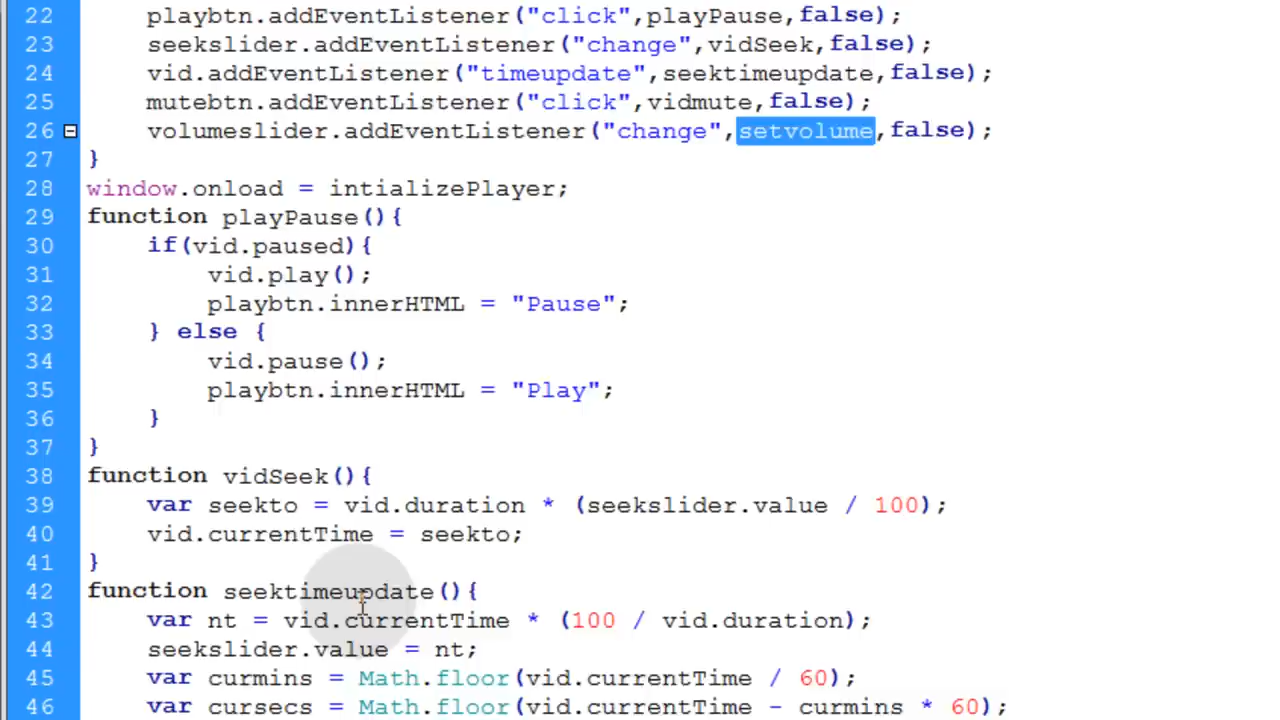 22 playbtn.addEventListener("click",playPause,false);
23 seekslider.addEventListener("change",vidSeek,false);
24 vid.addEventListener("timeupdate",seektimeupdate,false);
25 mutebtn.addEventListener("click",vidmute,false);
26 volumeslider.addEventListener("change",setvolume,false);
27 }
28 window.onload = intializePlayer;
29 function playPause(){
30 if(vid.paused){
31 vid.play();
32 playbtn.innerHTML = "Pause";
33 } else {
34 vid.pause();
35 playbtn.innerHTML = "Play";
36 }
37 }
38 function vidSeek(){
39 var seekto = vid.duration * (seekslider.value / 100);
40 vid.currentTime = seekto;
41 }
42 function seektimeupdate(){
43 var nt = vid.currentTime * (100 / vid.duration);
44 seekslider.value = nt;
45 var curmins = Math.floor(vid.currentTime / 60);
46 var cursecs = Math.floor(vid.currentTime - curmins * 60);